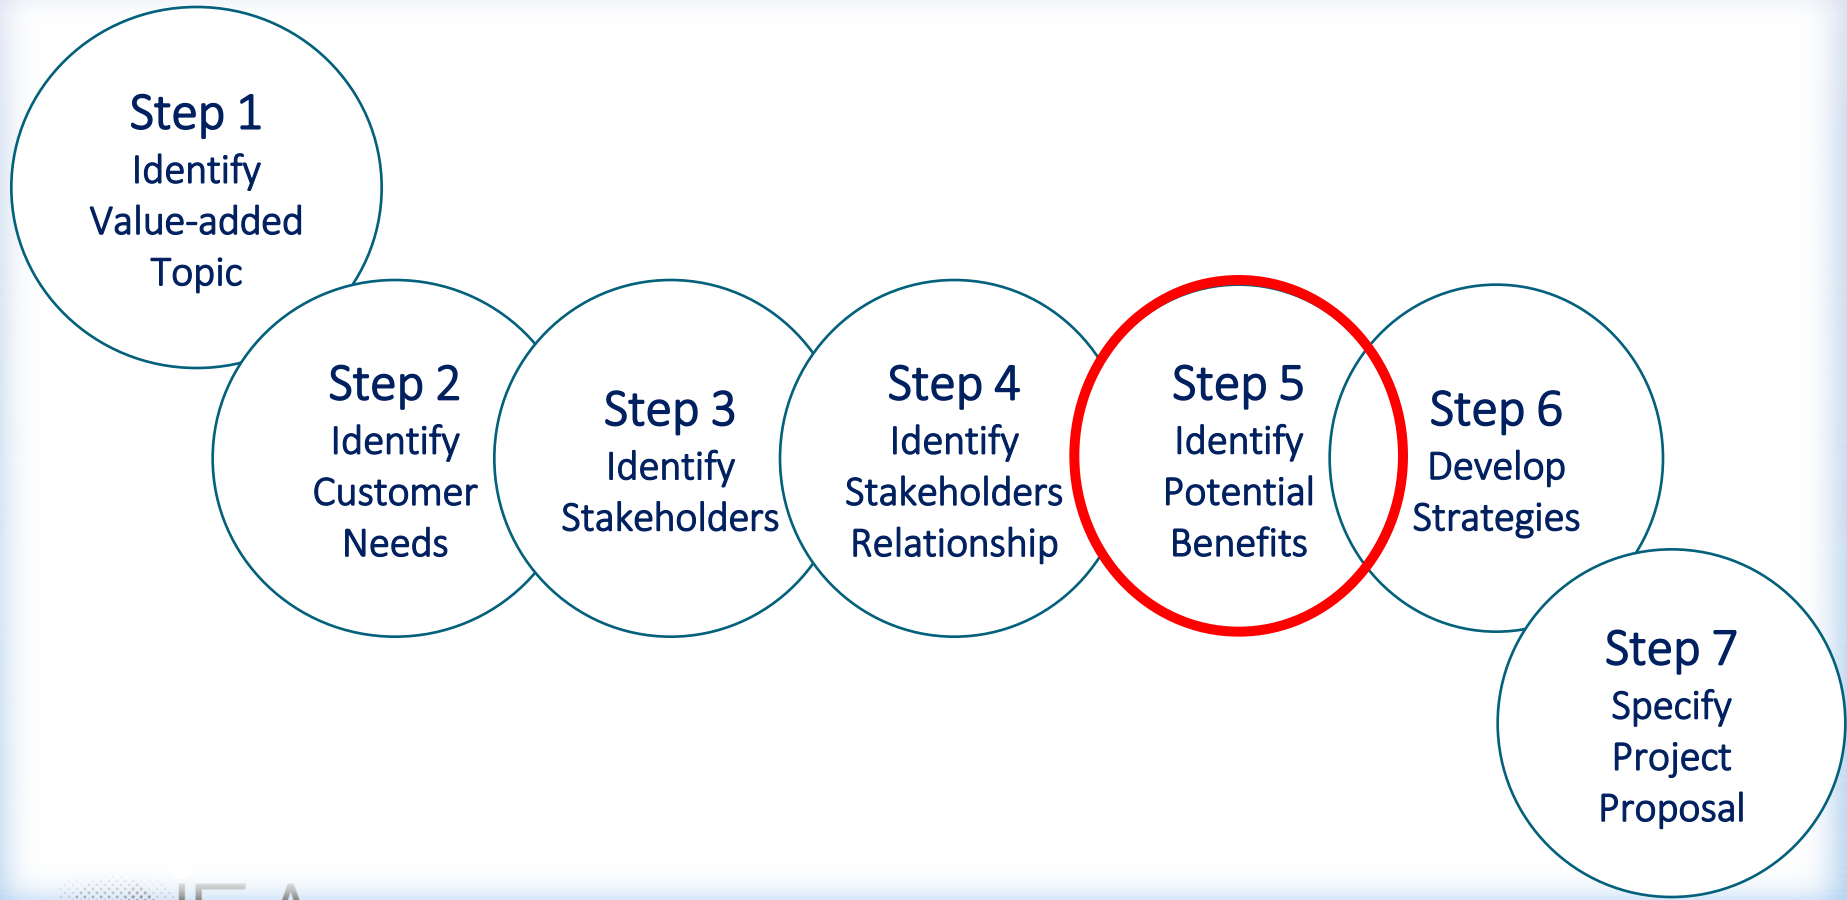 Step 1
Identify
Value-added
Topic
Step 2
Identify
Customer
Needs
Step 3
Identify
Stakeholders
Step 4
Identify
Stakeholders
Relationship
Step 5
Identify
Potential
Benefits
Step 6
Develop
Strategies
Step 7
Specify
Project
Proposal